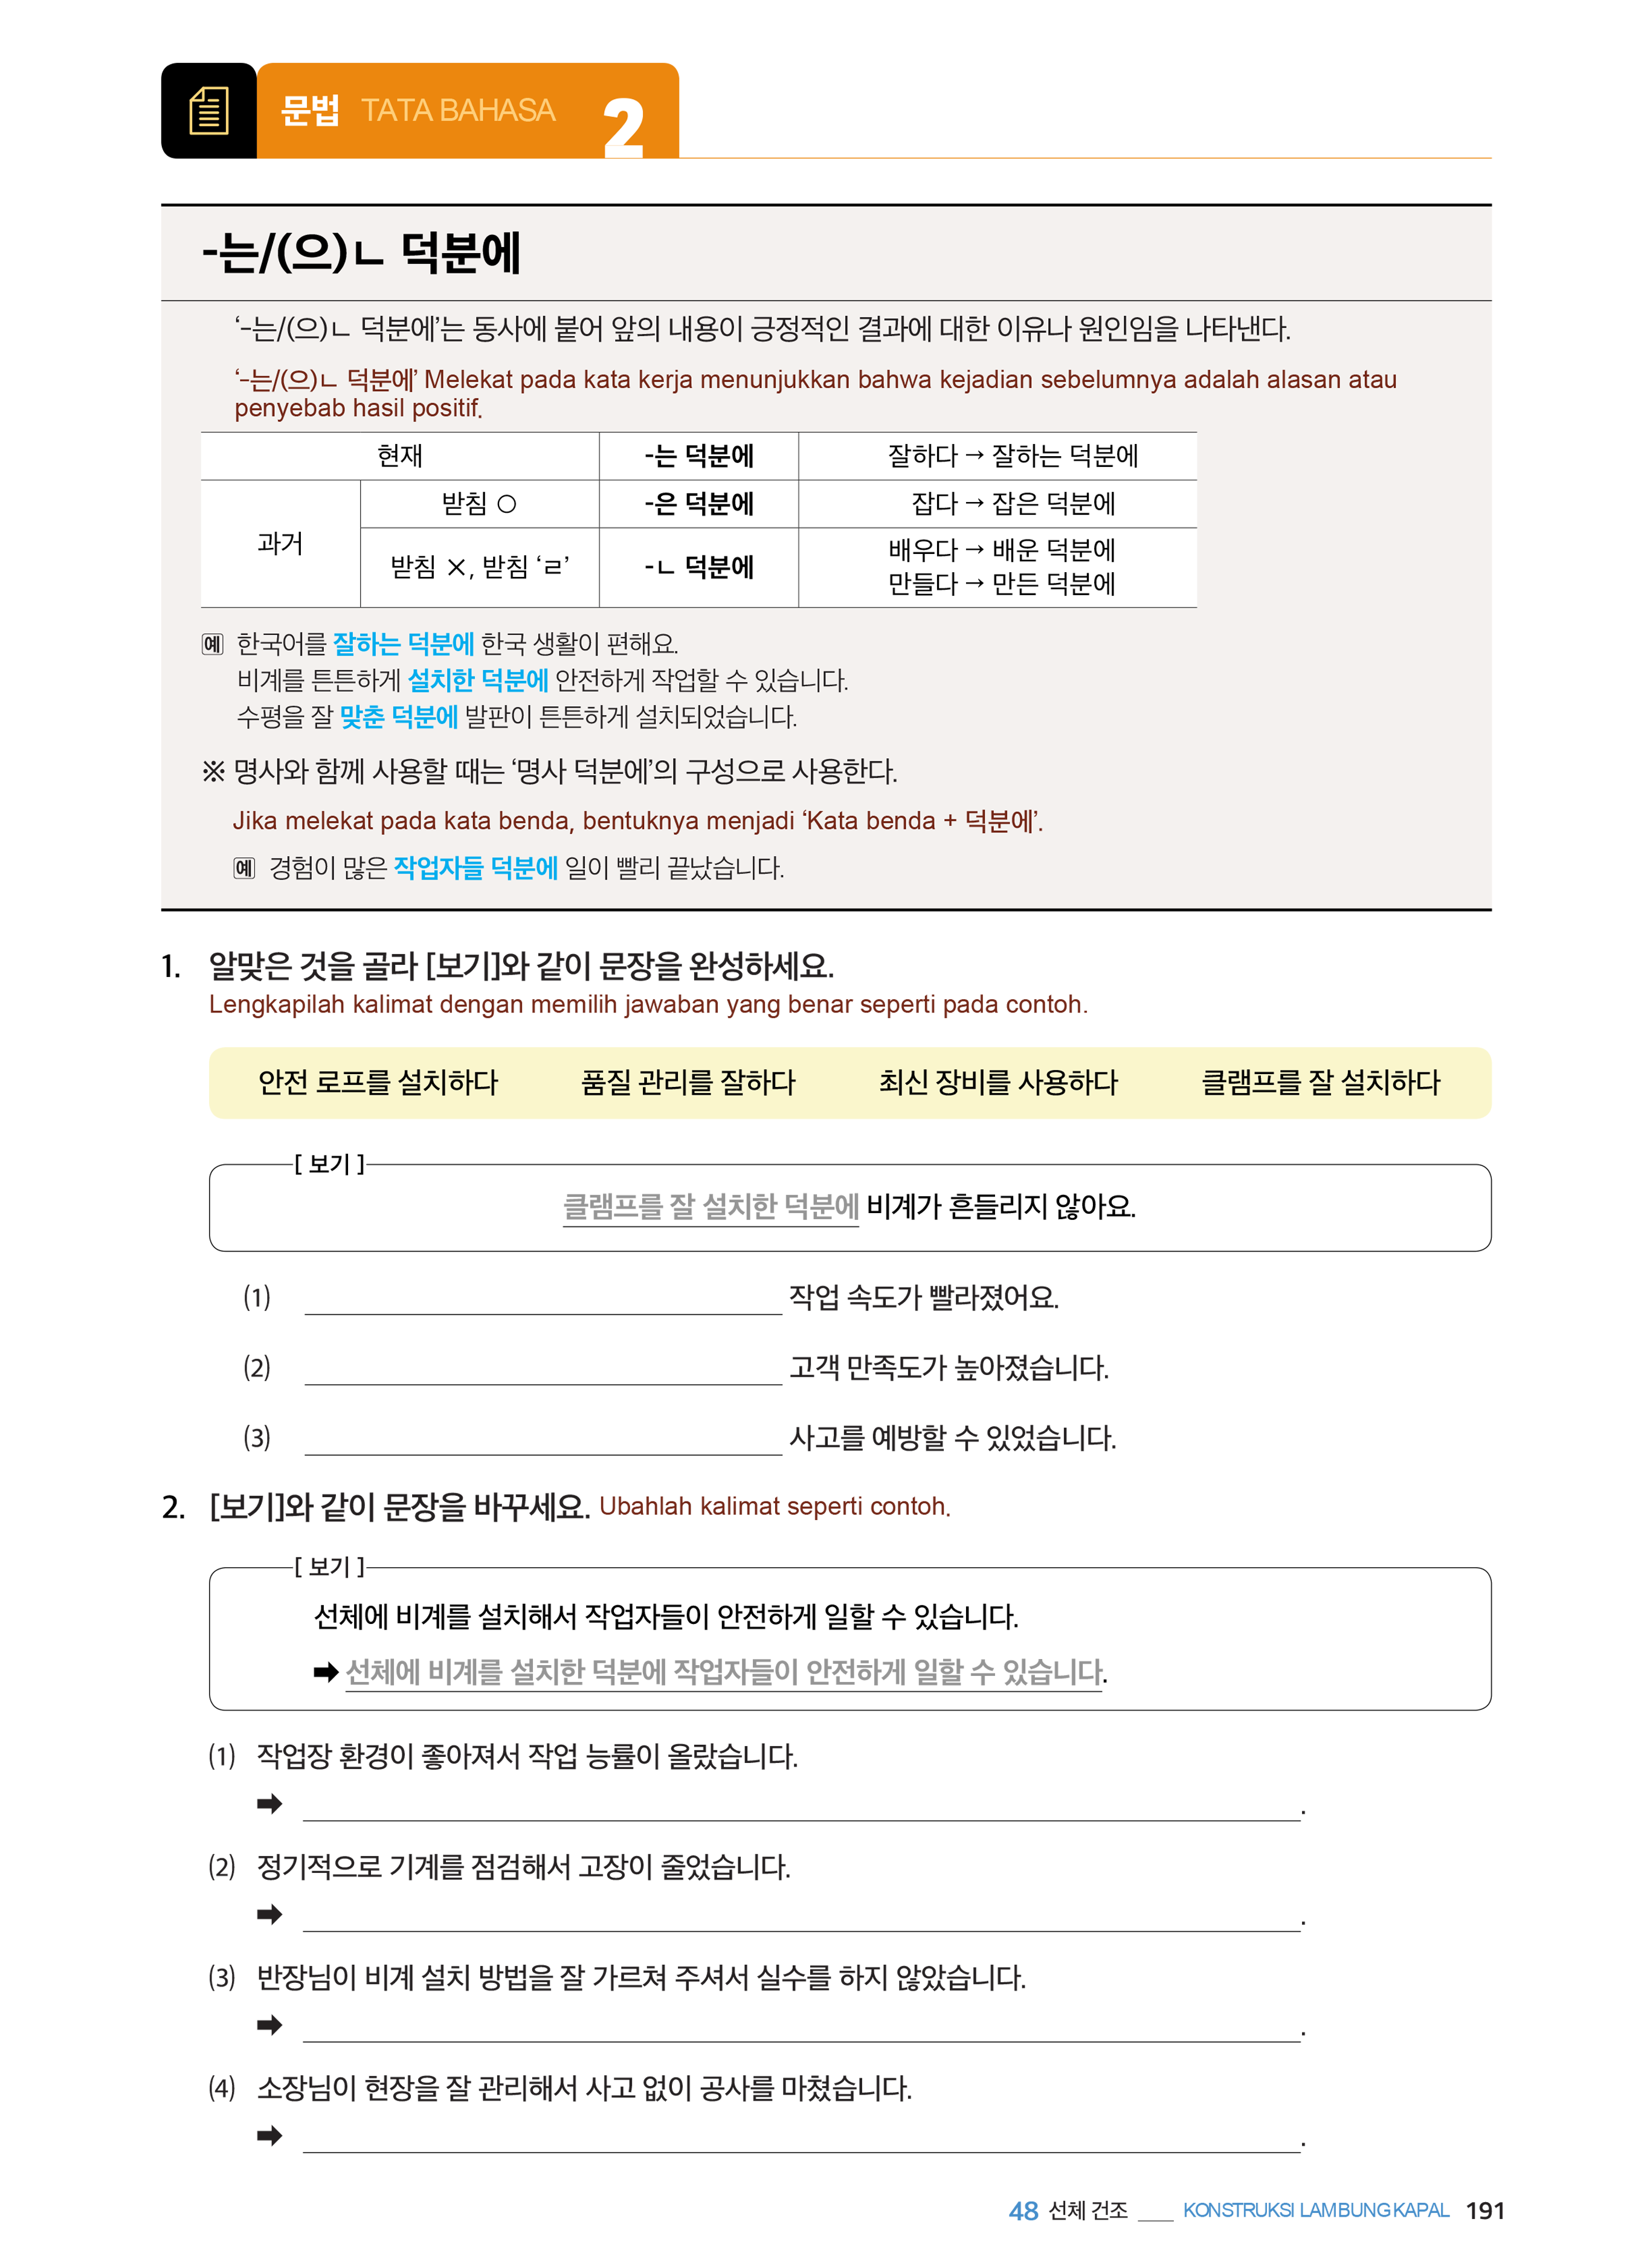 문법 TATA BAHASA 2
-는/(으)ㄴ 덕분에
‘-는/(으)ㄴ 덕분에’는 동사에 붙어 앞의 내용이 긍정적인 결과에 대한 이유나 원인임을 나타낸다.
‘-는/(으)ㄴ 덕분에’ Melekat pada kata kerja menunjukkan bahwa kejadian sebelumnya adalah alasan atau
penyebab hasil positif.
현재 -는 덕분에 잘하다 → 잘하는 덕분에
과거 받침 ○ -은 덕분에 잡다 → 잡은 덕분에
받침 ×, 받침 ‘ㄹ’ -ㄴ 덕분에 배우다 → 배운 덕분에
만들다 → 만든 덕분에
예 한국어를 잘하는 덕분에 한국 생활이 편해요.
비계를 튼튼하게 설치한 덕분에 안전하게 작업할 수 있습니다.
수평을 잘 맞춘 덕분에 발판이 튼튼하게 설치되었습니다.
※ 명사와 함께 사용할 때는 ‘명사 덕분에’의 구성으로 사용한다.
Jika melekat pada kata benda, bentuknya menjadi ‘Kata benda + 덕분에’.
예 경험이 많은 작업자들 덕분에 일이 빨리 끝났습니다.
1. 알맞은 것을 골라 [보기]와 같이 문장을 완성하세요.
Lengkapilah kalimat dengan memilih jawaban yang benar seperti pada contoh.
안전 로프를 설치하다 품질 관리를 잘하다 최신 장비를 사용하다 클램프를 잘 설치하다
[ 보기 ]
클램프를 잘 설치한 덕분에 비계가 흔들리지 않아요.
(1) 작업 속도가 빨라졌어요.
(2) 고객 만족도가 높아졌습니다.
(3) 사고를 예방할 수 있었습니다.
2. [보기]와 같이 문장을 바꾸세요. Ubahlah kalimat seperti contoh.
[ 보기 ]
선체에 비계를 설치해서 작업자들이 안전하게 일할 수 있습니다.
➡ 선체에 비계를 설치한 덕분에 작업자들이 안전하게 일할 수 있습니다.
(1) 작업장 환경이 좋아져서 작업 능률이 올랐습니다.
➡ .
(2) 정기적으로 기계를 점검해서 고장이 줄었습니다.
➡ .
(3) 반장님이 비계 설치 방법을 잘 가르쳐 주셔서 실수를 하지 않았습니다.
➡ .
(4) 소장님이 현장을 잘 관리해서 사고 없이 공사를 마쳤습니다.
➡ .
48 선체 건조 ___ KONSTRUKSI LAMBUNG KAPAL 191